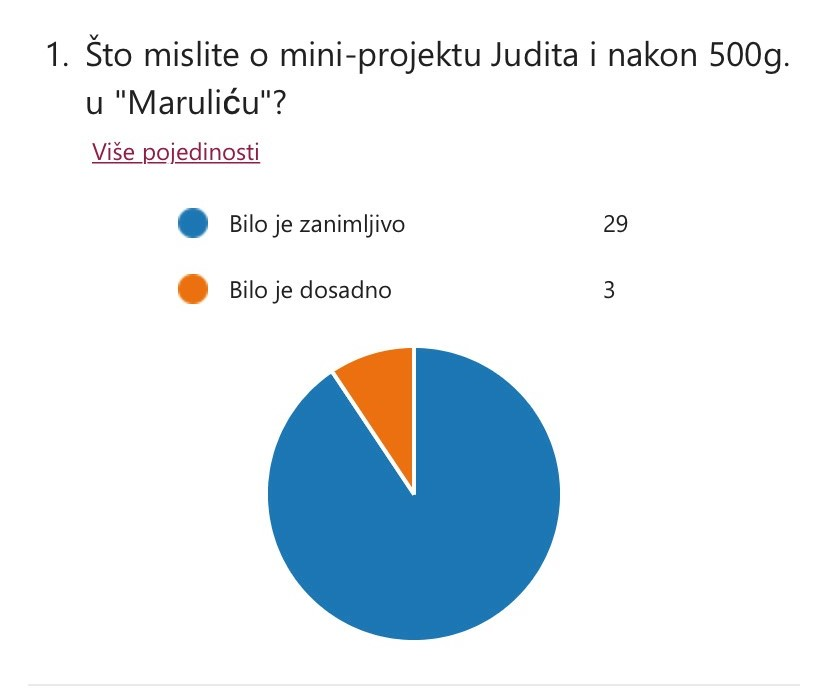 1. Što mislite o mini-projektu Judita i nakon 500g.
u "Maruliću"?
Više pojedinosti
Bilo je zanimljivo 29
Bilo je dosadno 3